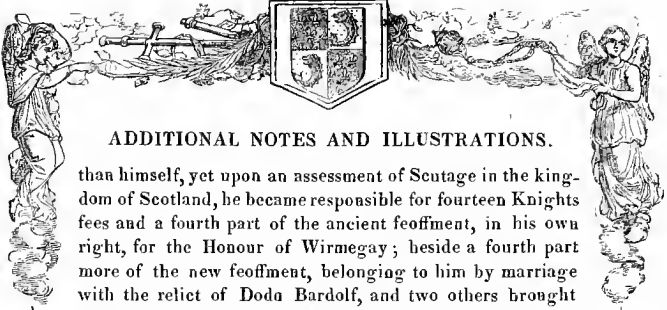 ADDITIONAL NOTES AND ILLUSTRATIONS.
than himself, yet upon an assessment of Scutage in the king-
dom of Scotland, he became responsible for fourteen Knights
fees and a fourth part of the ancient feoffment, in his own
right, for the Honour of Wirmegay; beside a fourth part
more of the new feoffment, belonging to him by marriage
with the relict of Dodo Bardolf, and two others brought